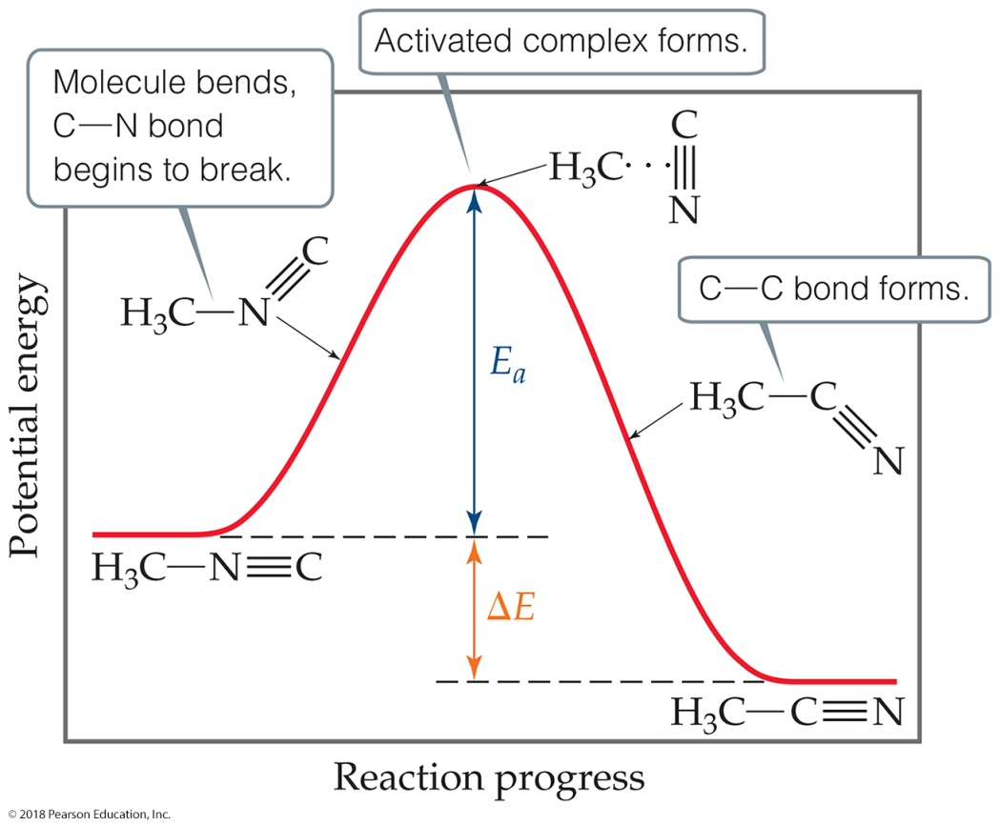 Activated complex forms.
Molecule bends,
C—N bond
begins to break.
H₃C···C≡N
H₃C—N≡C
C—C bond forms.
Eₐ
H₃C—C≡N
Potential energy
H₃C—N≡C
ΔE
H₃C—C≡N
Reaction progress
© 2018 Pearson Education, Inc.